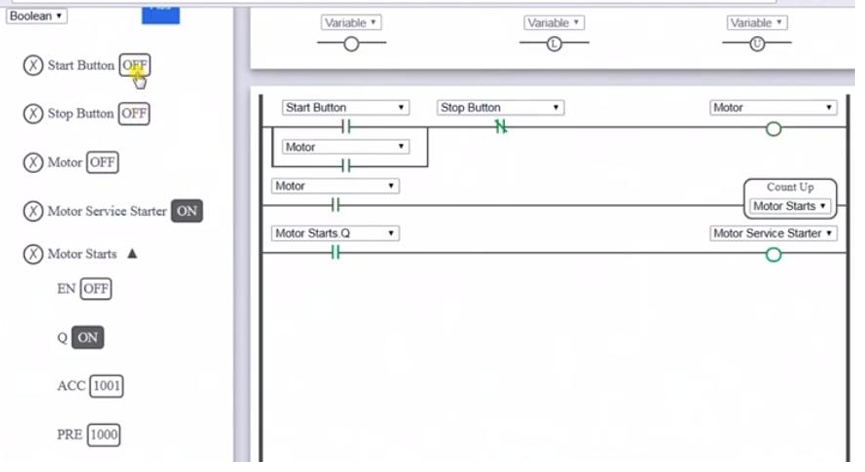 Boolean
Variable Variable Variable
L U
X Start Button OFF
X Stop Button OFF
X Motor OFF
X Motor Service Starter ON
X Motor Starts ▲
EN OFF
Q ON
ACC 1001
PRE 1000
Start Button Stop Button Motor
Motor
Motor
Count Up
Motor Starts
Motor Starts.Q Motor Service Starter